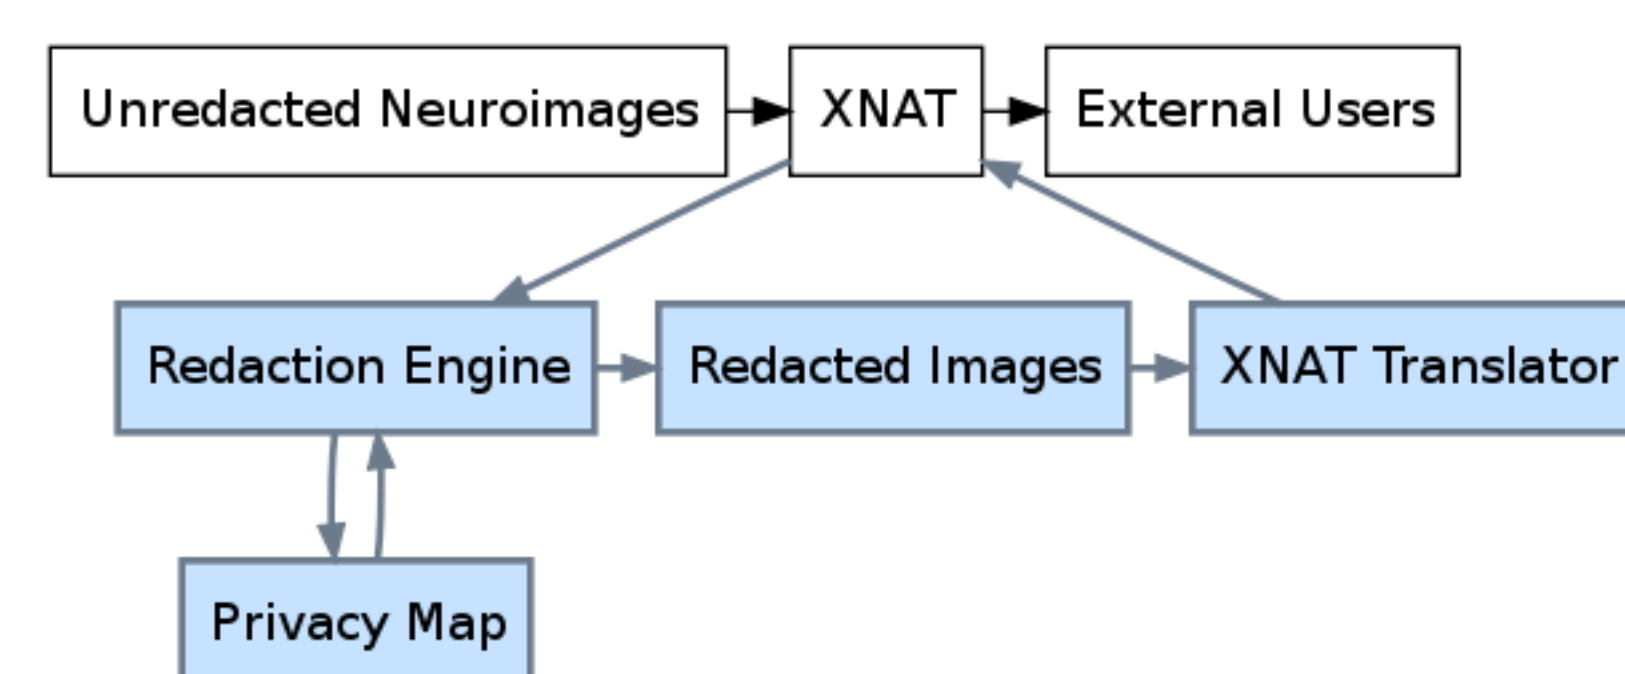 Unredacted Neuroimages
XNAT
External Users
Redaction Engine
Redacted Images
XNAT Translator
Privacy Map